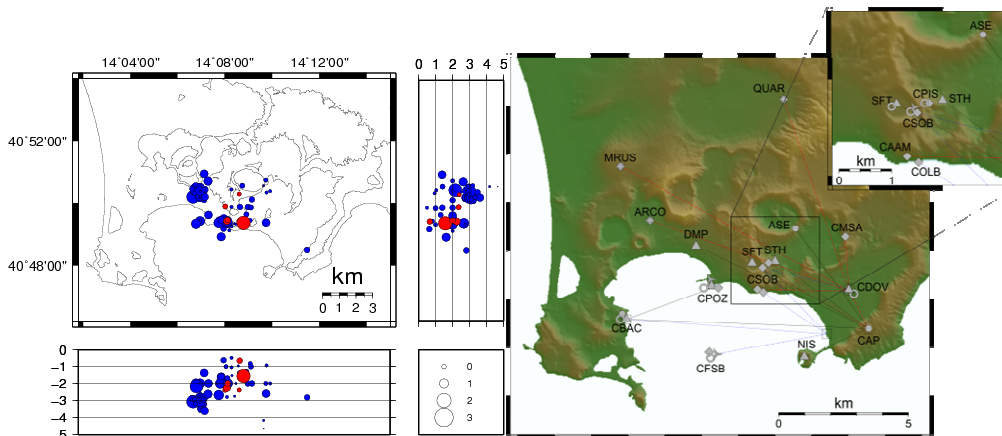 14°04'00" 14°08'00" 14°12'00"
40°52'00"
40°48'00"
km
0 1 2 3
0 1 2 3 4 5
0
−1
−2
−3
−4
5
0
1
2
3
QUAR
MRUS
ARCO
DMP
ASE
CMSA
SFT STH
CSOB
CPOZ
CDOV
CBAC
CAP
NIS
CFSB
km
0 5
ASE
CPIS
SFT STH
CSOB
CAAM
COLB
km
0 1